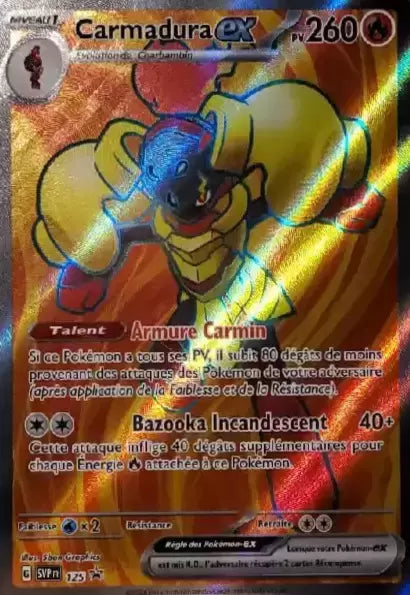 NIVEAU 1
Carmadura ex PV 260
Évolution de Charbambin
Talent Armure Carmin
Si ce Pokémon a tous ses PV, il subit 80 dégâts de moins
provenant des attaques des Pokémon de votre adversaire
(après application de la Faiblesse et de la Résistance).
Bazooka Incandescent 40+
Cette attaque inflige 40 dégâts supplémentaires pour
chaque Énergie attachée à ce Pokémon.
Faiblesse ×2 Résistance Retraite
Règle des Pokémon-ex Lorsque votre Pokémon-ex
est mis K.O., l'adversaire récupère 2 cartes Récompense.
Illus. 5ban Graphics
G SVP FR 125